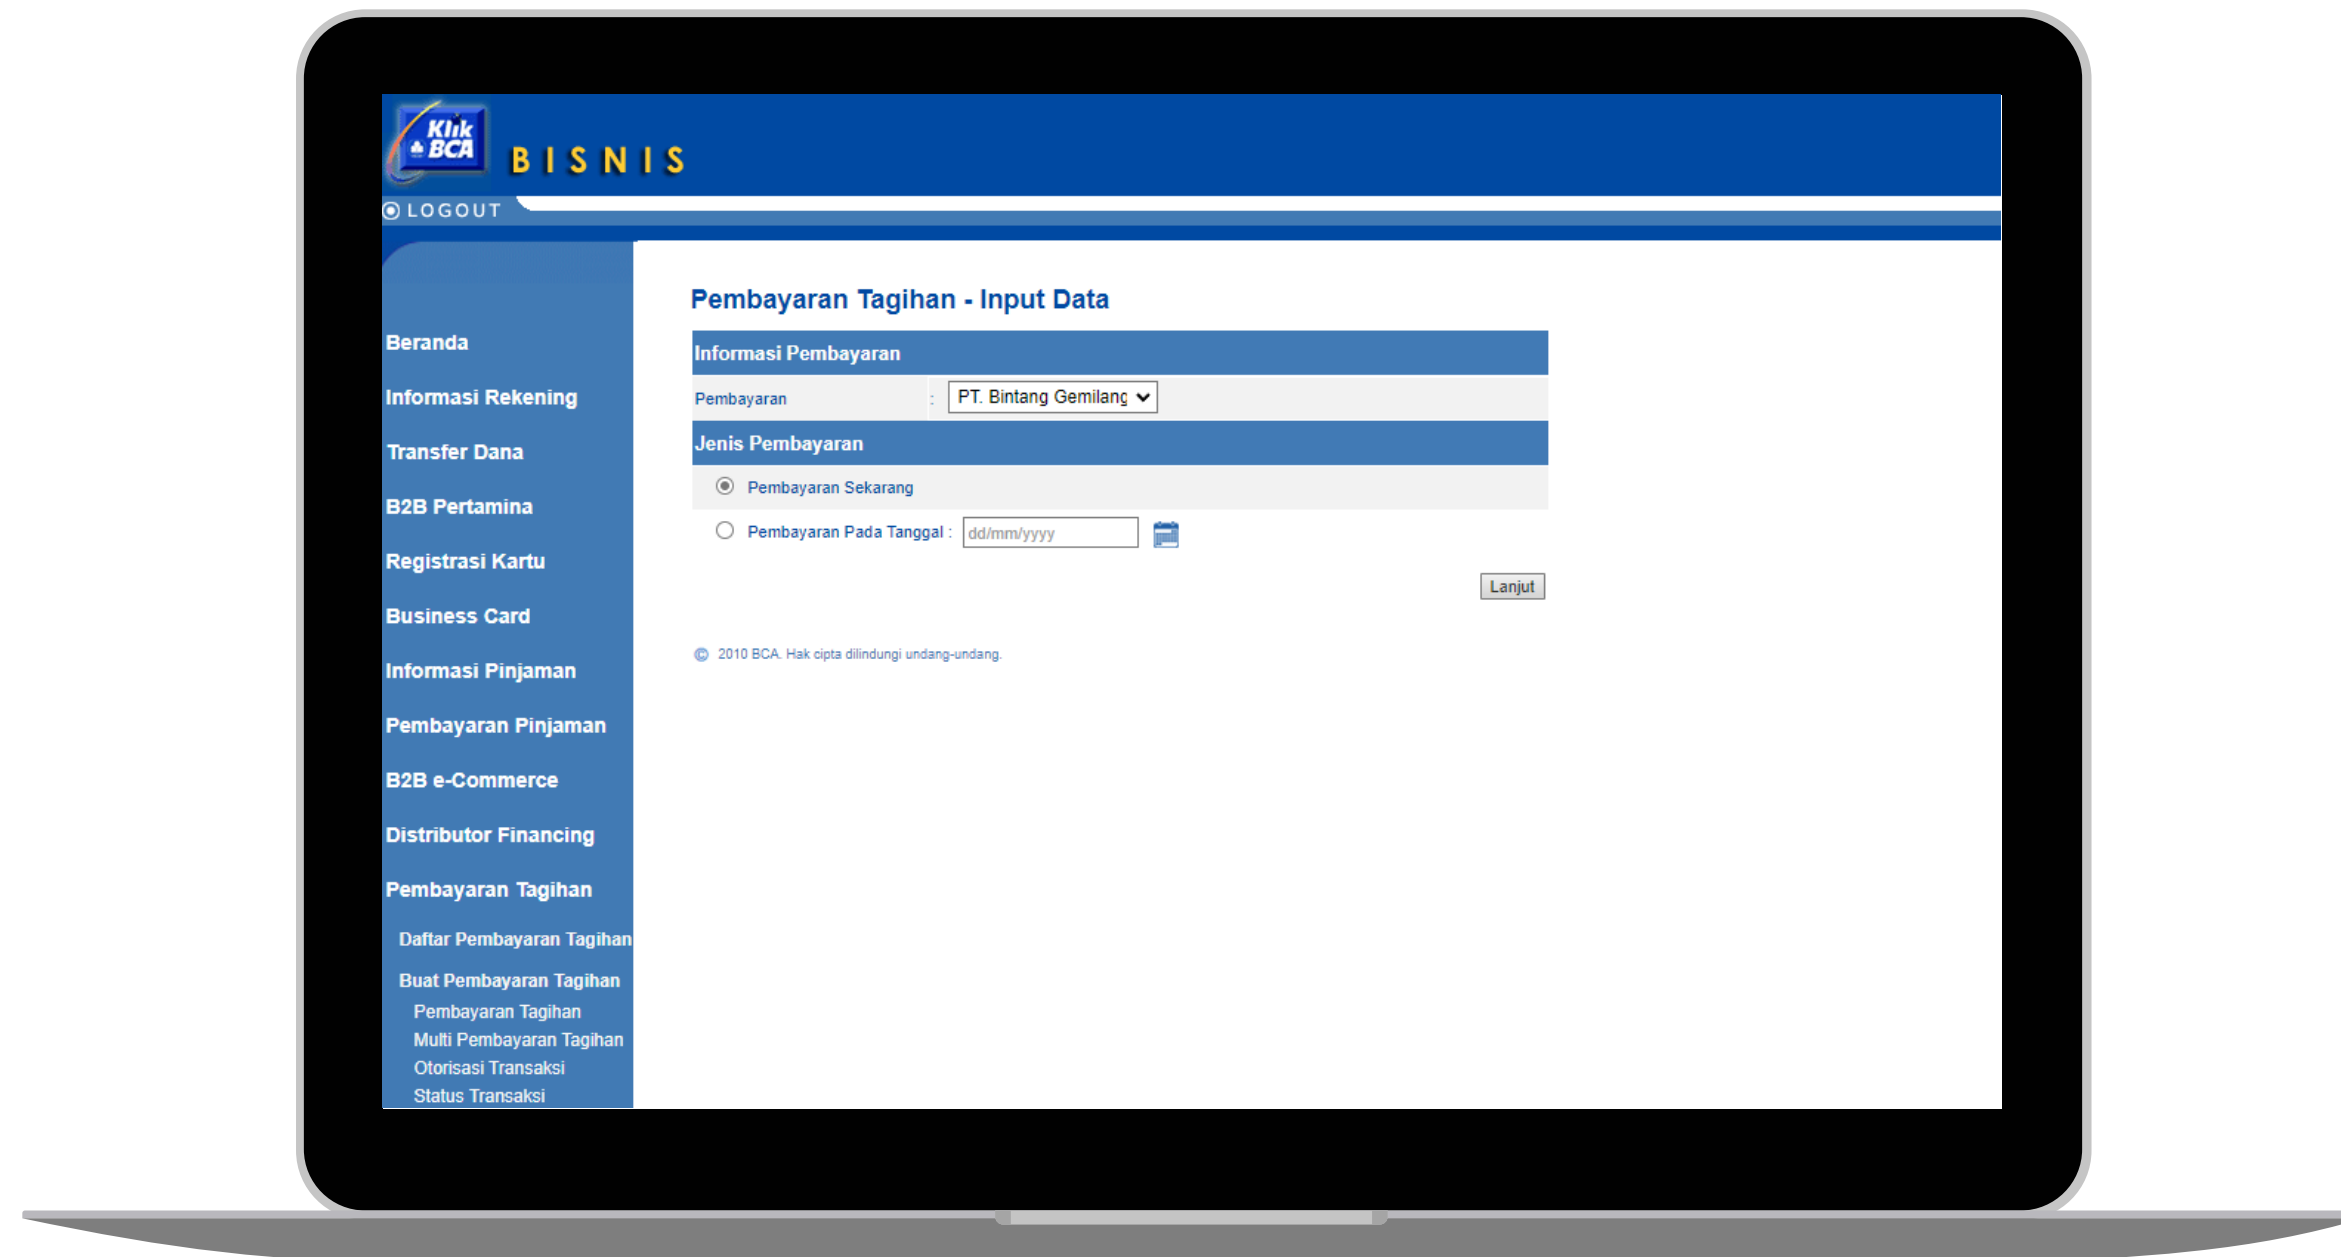 Klik
BCA
BISNIS
LOGOUT
Beranda
Informasi Rekening
Transfer Dana
B2B Pertamina
Registrasi Kartu
Business Card
Informasi Pinjaman
Pembayaran Pinjaman
B2B e-Commerce
Distributor Financing
Pembayaran Tagihan
Daftar Pembayaran Tagihan
Buat Pembayaran Tagihan
Pembayaran Tagihan
Multi Pembayaran Tagihan
Otorisasi Transaksi
Status Transaksi
Pembayaran Tagihan - Input Data
Informasi Pembayaran
Pembayaran : PT. Bintang Gemilang
Jenis Pembayaran
Pembayaran Sekarang
Pembayaran Pada Tanggal : dd/mm/yyyy
Lanjut
© 2010 BCA. Hak cipta dilindungi undang-undang.